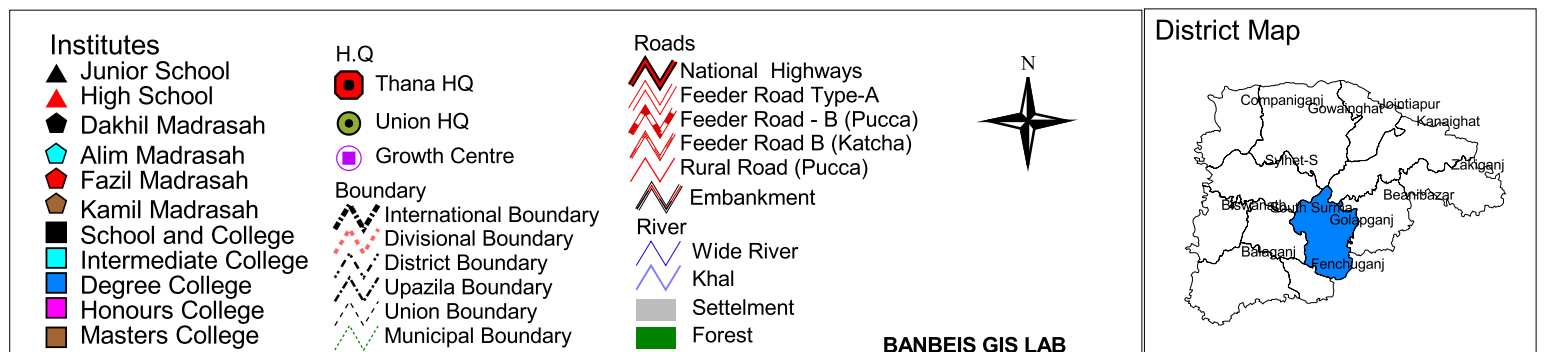 Institutes
Junior School
High School
Dakhil Madrasah
Alim Madrasah
Fazil Madrasah
Kamil Madrasah
School and College
Intermediate College
Degree College
Honours College
Masters College
H.Q
Thana HQ
Union HQ
Growth Centre
Boundary
International Boundary
Divisional Boundary
District Boundary
Upazila Boundary
Union Boundary
Municipal Boundary
Roads
National Highways
Feeder Road Type-A
Feeder Road - B (Pucca)
Feeder Road B (Katcha)
Rural Road (Pucca)
Embankment
River
Wide River
Khal
Settelment
Forest
N
BANBEIS GIS LAB
District Map
Companiganj
Gowainghat
Jointiapur
Kanaighat
Sylhet-S
Zakiganj
Beanibazar
Biswanath
South Surma
Golapganj
Balaganj
Fenchuganj